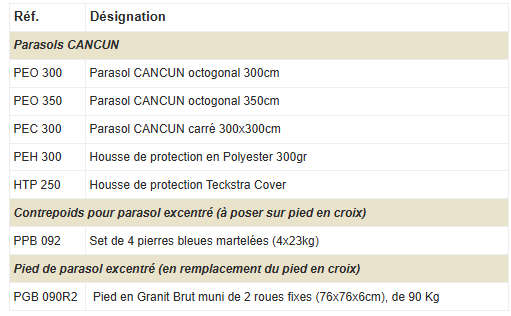 Réf. Désignation
Parasols CANCUN
PEO 300 Parasol CANCUN octogonal 300cm
PEO 350 Parasol CANCUN octogonal 350cm
PEC 300 Parasol CANCUN carré 300x300cm
PEH 300 Housse de protection en Polyester 300gr
HTP 250 Housse de protection Teckstra Cover
Contrepoids pour parasol excentré (à poser sur pied en croix)
PPB 092 Set de 4 pierres bleues martelées (4x23kg)
Pied de parasol excentré (en remplacement du pied en croix)
PGB 090R2 Pied en Granit Brut muni de 2 roues fixes (76x76x6cm), de 90 Kg